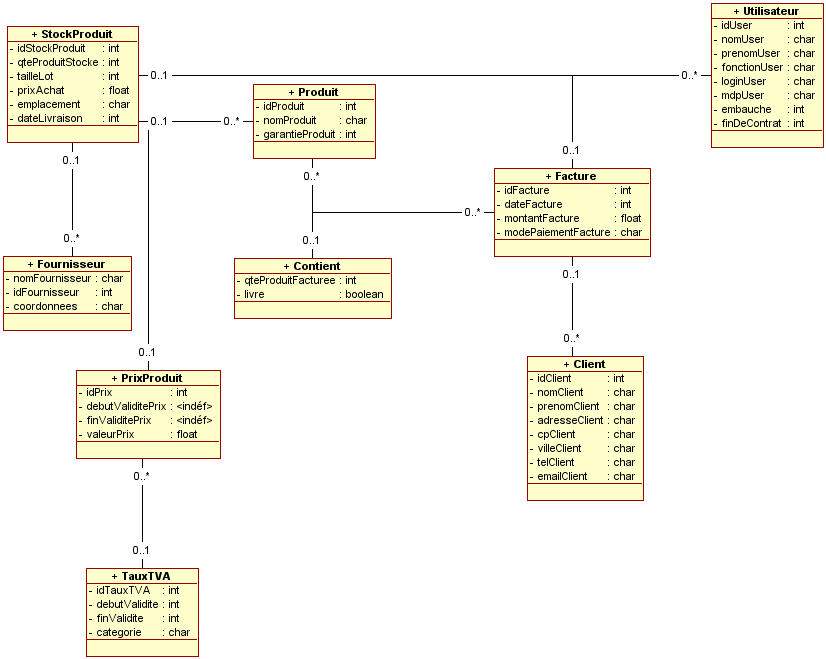 + StockProduit
- idStockProduit : int
- qteProduitStocke : int
- tailleLot : int
- prixAchat : float
- emplacement : char
- dateLivraison : int
+ Utilisateur
- idUser : int
- nomUser : char
- prenomUser : char
- fonctionUser : char
- loginUser : char
- mdpUser : char
- embauche : int
- finDeContrat : int
0..1
0..*
+ Produit
- idProduit : int
- nomProduit : char
- garantieProduit : int
0..1
0..*
0..1
0..1
0..*
+ Facture
- idFacture : int
- dateFacture : int
- montantFacture : float
- modePaiementFacture : char
0..*
0..*
0..1
+ Fournisseur
- nomFournisseur : char
- idFournisseur : int
- coordonnees : char
+ Contient
- qteProduitFacturee : int
- livre : boolean
0..1
0..*
0..1
+ Client
- idClient : int
- nomClient : char
- prenomClient : char
- adresseClient : char
- cpClient : char
- villeClient : char
- telClient : char
- emailClient : char
+ PrixProduit
- idPrix : int
- debutValiditePrix : <indéf>
- finValiditePrix : <indéf>
- valeurPrix : float
0..*
0..1
+ TauxTVA
- idTauxTVA : int
- debutValidite : int
- finValidite : int
- categorie : char